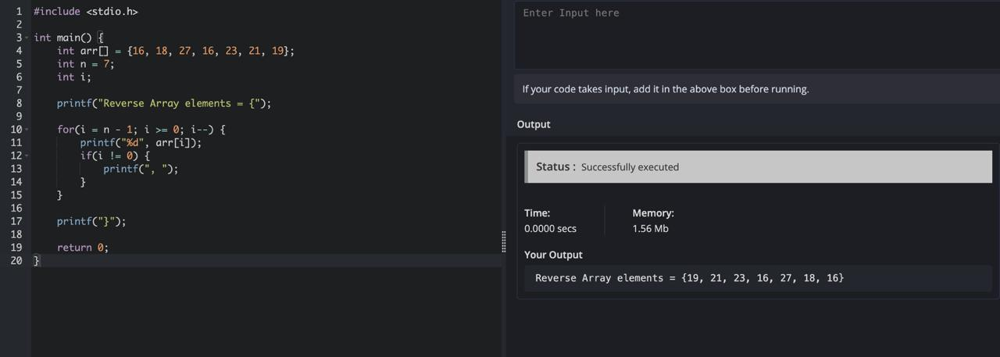 1 #include <stdio.h>
2
3 int main() {
4     int arr[] = {16, 18, 27, 16, 23, 21, 19};
5     int n = 7;
6     int i;
7
8     printf("Reverse Array elements = {");
9
10     for(i = n - 1; i >= 0; i--) {
11         printf("%d", arr[i]);
12         if(i != 0) {
13             printf(", ");
14         }
15     }
16
17     printf("}");
18
19     return 0;
20 }
Enter Input here
If your code takes input, add it in the above box before running.
Output
Status : Successfully executed
Time: Memory:
0.0000 secs 1.56 Mb
Your Output
Reverse Array elements = {19, 21, 23, 16, 27, 18, 16}